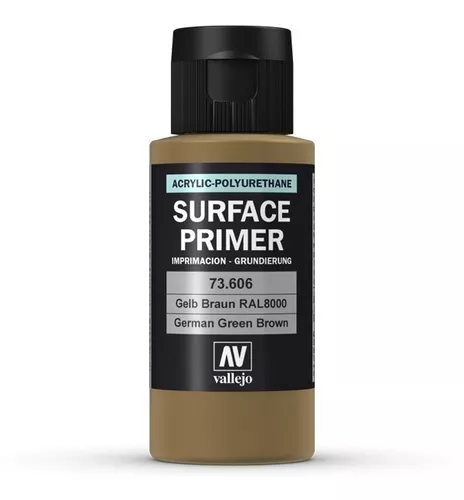 ACRYLIC-POLYURETHANE
SURFACE
PRIMER
IMPRIMACION - GRUNDIERUNG
73.606
Gelb Braun RAL8000
German Green Brown
AV
vallejo